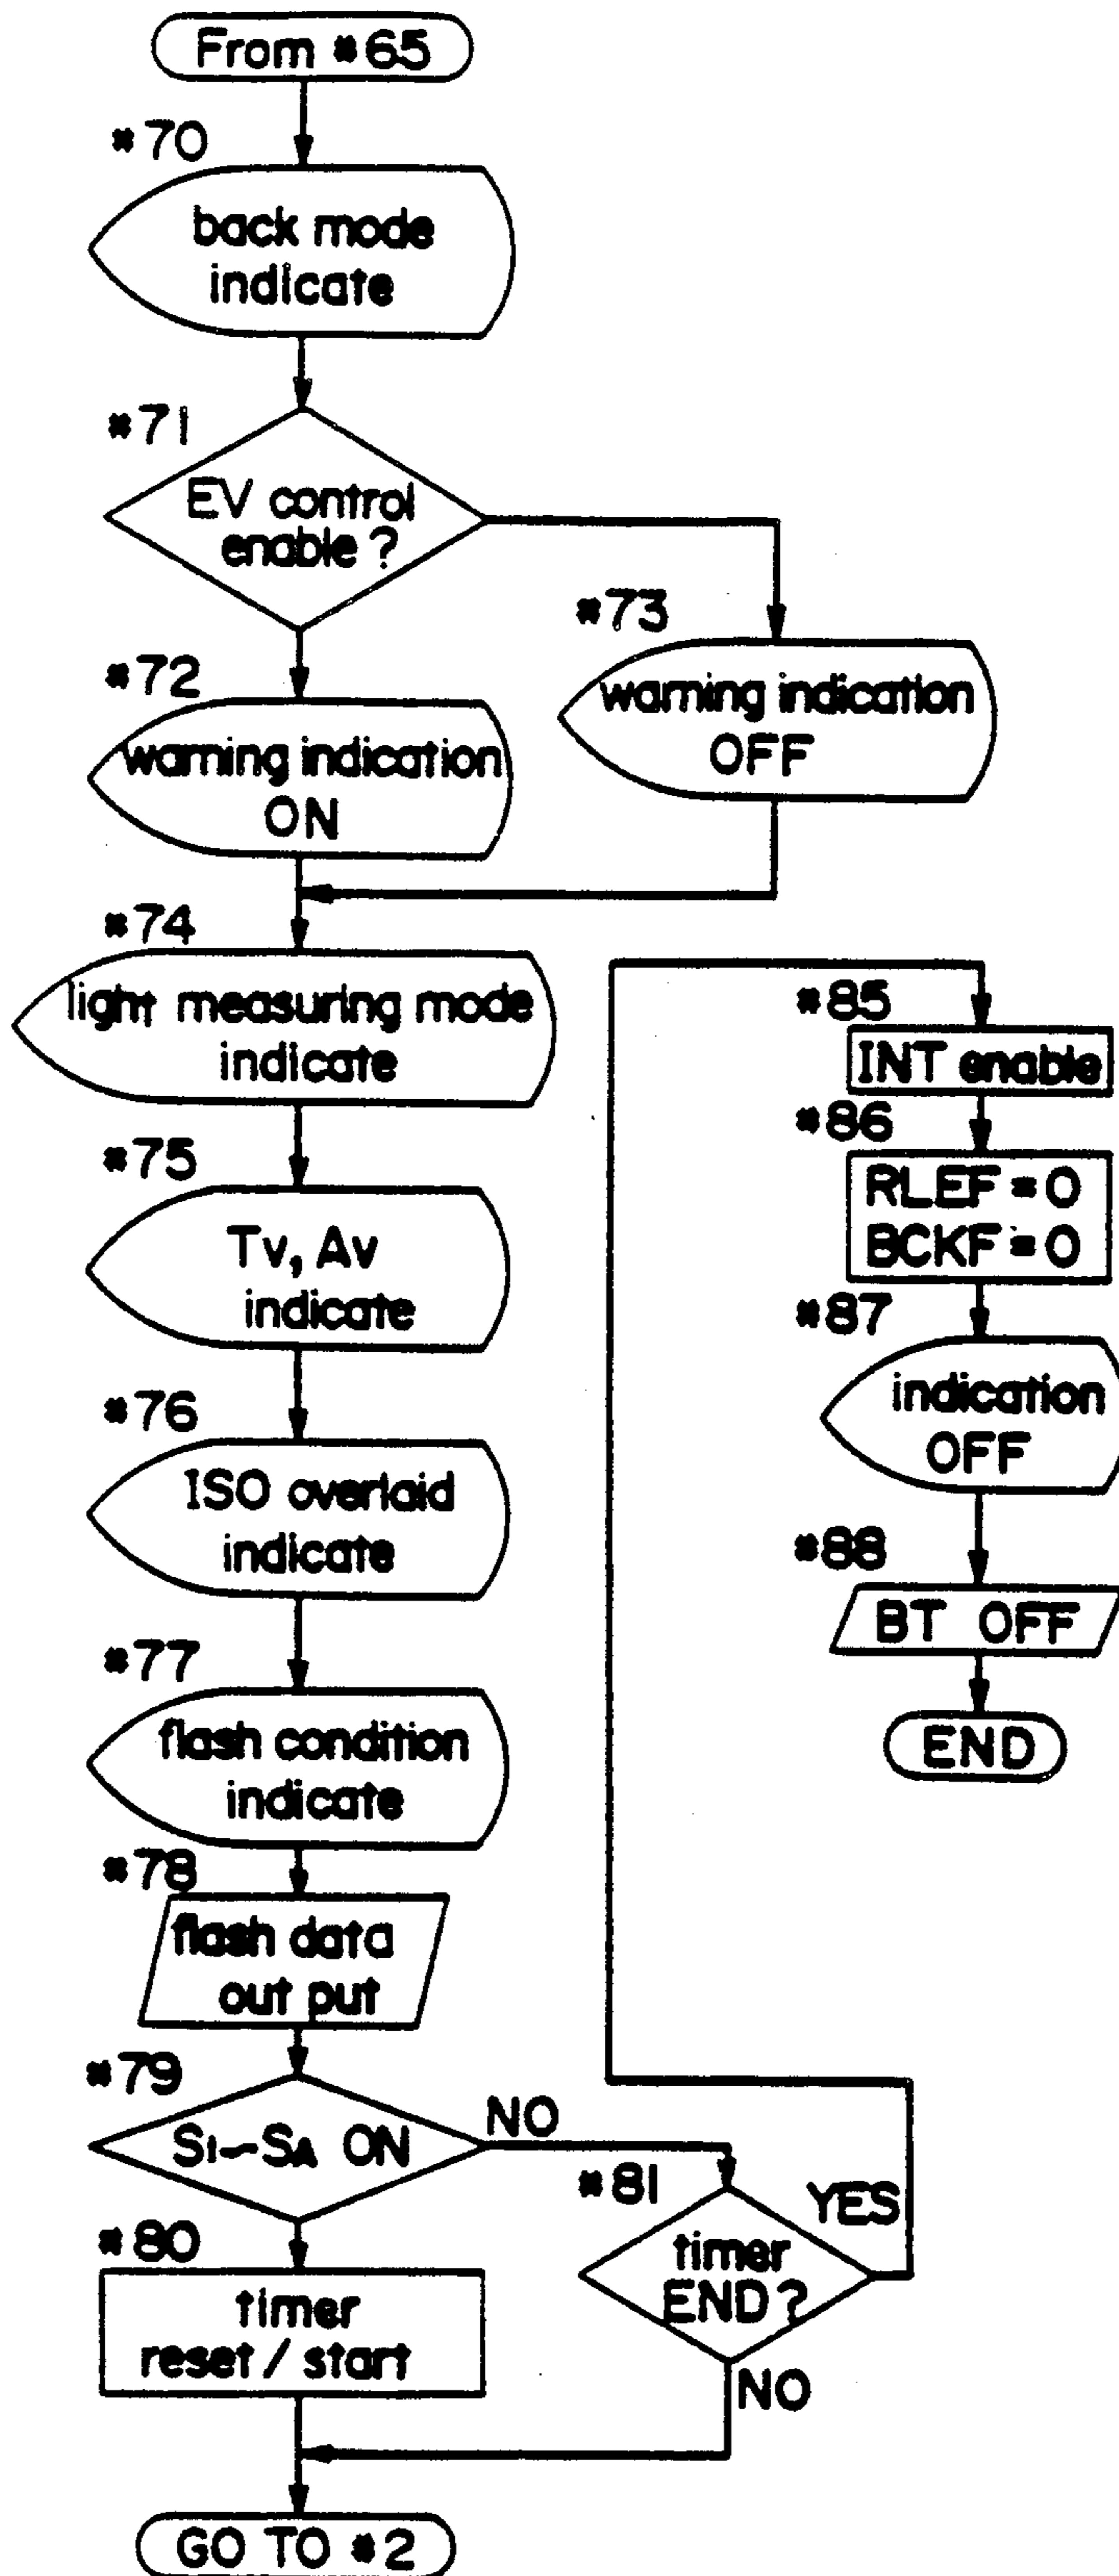 From *65
*70
back mode
indicate
*71
EV control
enable?
*73
warning indication
OFF
*72
warning indication
ON
*74
light measuring mode
indicate
*75
Tv, Av
indicate
*76
ISO overlaid
indicate
*77
flash condition
indicate
*78
flash data
out put
*79
S1~SA ON
NO
*80
timer
reset / start
*81
timer
END?
YES
NO
GO TO *2
*85
INT enable
*86
RLEF = 0
BCKF = 0
*87
indication
OFF
*88
BT OFF
END